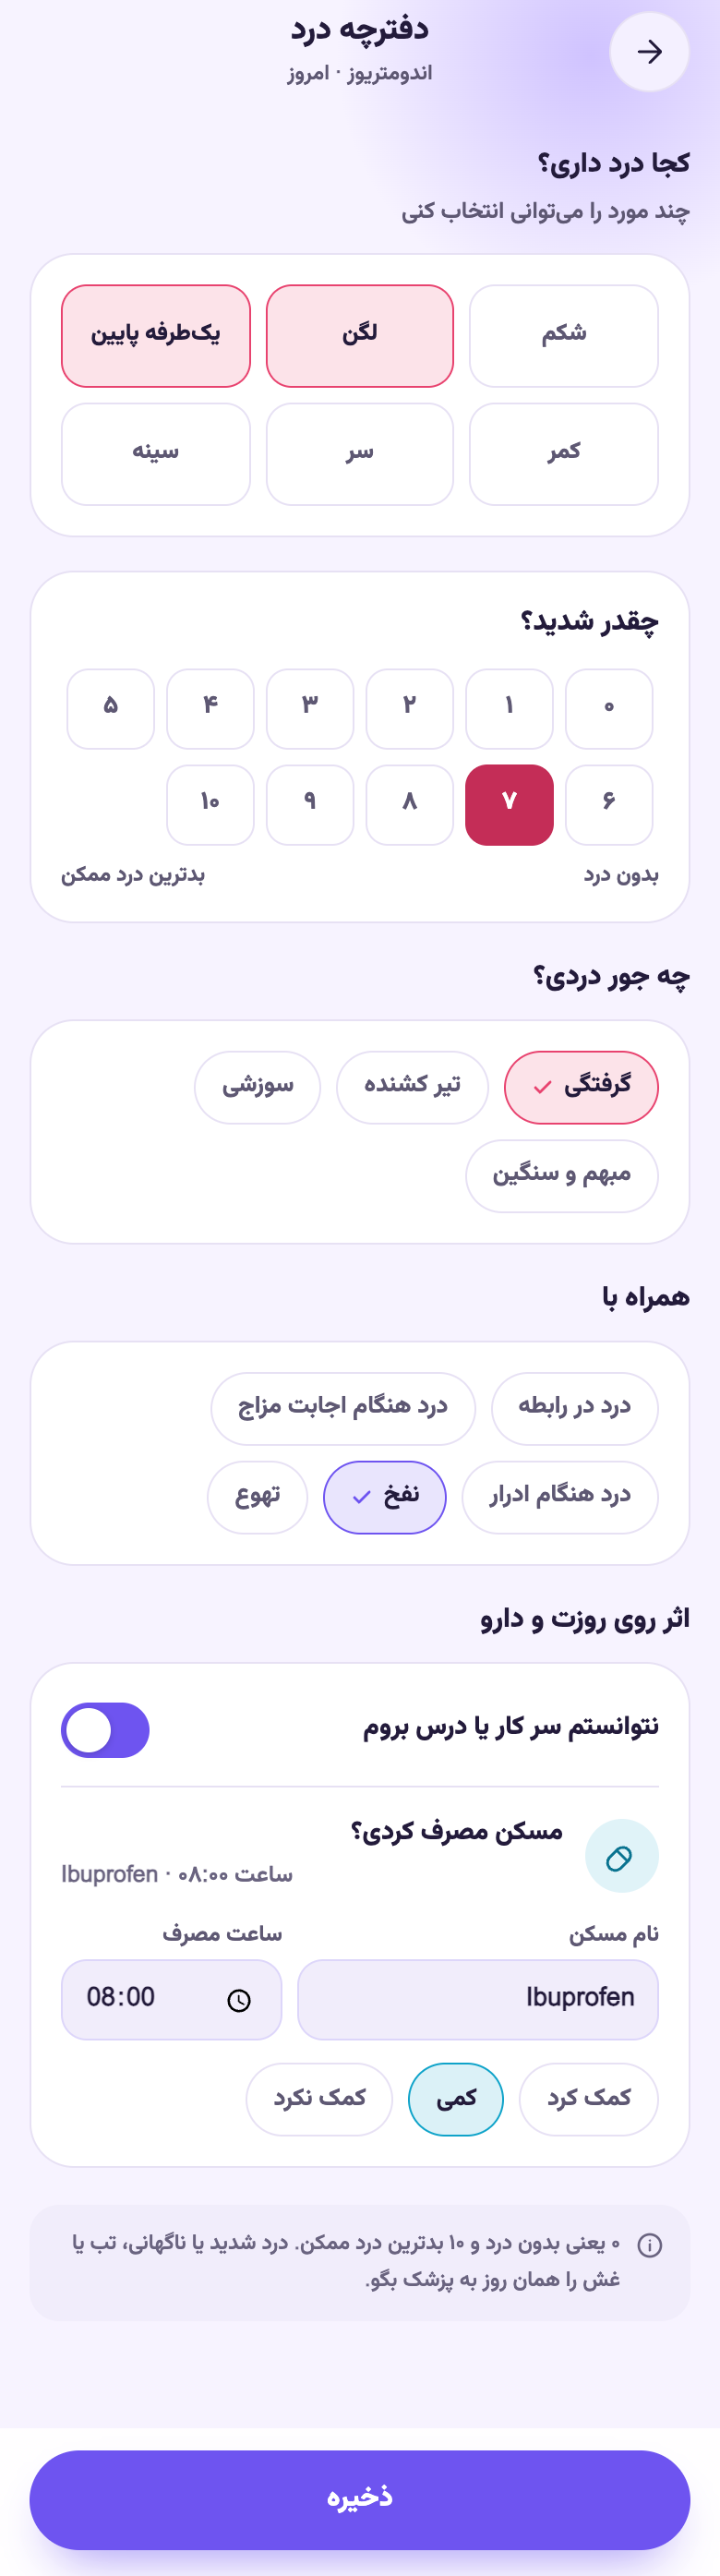 دفترچه درد
اندومتریوز · امروز
کجا درد داری؟
چند مورد را می‌توانی انتخاب کنی
شکم
لگن
یک‌طرفه پایین
کمر
سر
سینه
چقدر شدید؟
۰
۱
۲
۳
۴
۵
۶
۷
۸
۹
۱۰
بدون درد
بدترین درد ممکن
چه جور دردی؟
گرفتگی
تیر کشنده
سوزشی
مبهم و سنگین
همراه با
درد در رابطه
درد هنگام اجابت مزاج
درد هنگام ادرار
نفخ
تهوع
اثر روی روزت و دارو
نتوانستم سر کار یا درس بروم
مسکن مصرف کردی؟
ساعت ۰۸:۰۰ · Ibuprofen
نام مسکن
ساعت مصرف
Ibuprofen
08:00
کمک کرد
کمی
کمک نکرد
۰ یعنی بدون درد و ۱۰ بدترین درد ممکن. درد شدید یا ناگهانی، تب یا
غش را همان روز به پزشک بگو.
ذخیره